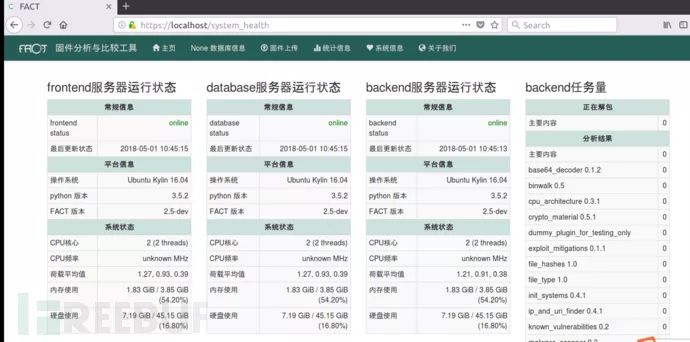 FACT
https://localhost/system_health
Search
FACT 固件分析与比较工具 主页 None 数据库信息 固件上传 统计信息 系统信息 关于我们
frontend服务器运行状态
常规信息
frontend status online
最后更新状态 2018-05-01 10:45:15
平台信息
操作系统 Ubuntu Kylin 16.04
python 版本 3.5.2
FACT 版本 2.5-dev
系统状态
CPU核心 2 (2 threads)
CPU频率 unknown MHz
荷载平均值 1.27, 0.93, 0.39
内存使用 1.83 GiB / 3.85 GiB (54.20%)
硬盘使用 7.19 GiB / 45.15 GiB (16.80%)
database服务器运行状态
常规信息
database status online
最后更新状态 2018-05-01 10:45:15
平台信息
操作系统 Ubuntu Kylin 16.04
python 版本 3.5.2
FACT 版本 2.5-dev
系统状态
CPU核心 2 (2 threads)
CPU频率 unknown MHz
荷载平均值 1.27, 0.93, 0.39
内存使用 1.83 GiB / 3.85 GiB (54.20%)
硬盘使用 7.19 GiB / 45.15 GiB (16.80%)
backend服务器运行状态
常规信息
backend status online
最后更新状态 2018-05-01 10:45:13
平台信息
操作系统 Ubuntu Kylin 16.04
python 版本 3.5.2
FACT 版本 2.5-dev
系统状态
CPU核心 2 (2 threads)
CPU频率 unknown MHz
荷载平均值 1.21, 0.91, 0.38
内存使用 1.83 GiB / 3.85 GiB (54.20%)
硬盘使用 7.19 GiB / 45.15 GiB (16.80%)
backend任务量
正在解包
主要内容 0
分析结果
主要内容 0
base64_decoder 0.1.2 0
binwalk 0.5 0
cpu_architecture 0.3.1 0
crypto_material 0.5.1 0
dummy_plugin_for_testing_only 0
exploit_mitigations 0.1.1 0
file_hashes 1.0 0
file_type 1.0 0
init_systems 0.4.1 0
ip_and_uri_finder 0.4.1 0
known_vulnerabilities 0.2 0
REEBUF